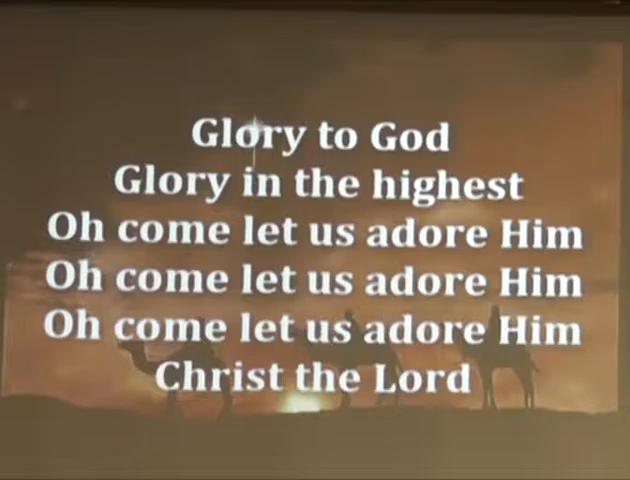 Glory to God
Glory in the highest
Oh come let us adore Him
Oh come let us adore Him
Oh come let us adore Him
Christ the Lord